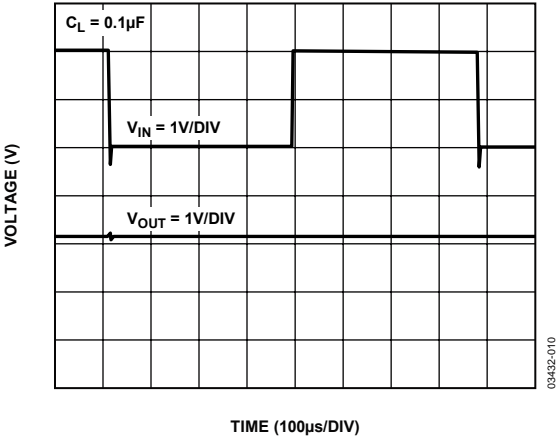 C_L = 0.1µF
V_IN = 1V/DIV
V_OUT = 1V/DIV
VOLTAGE (V)
TIME (100µs/DIV)
03432-010